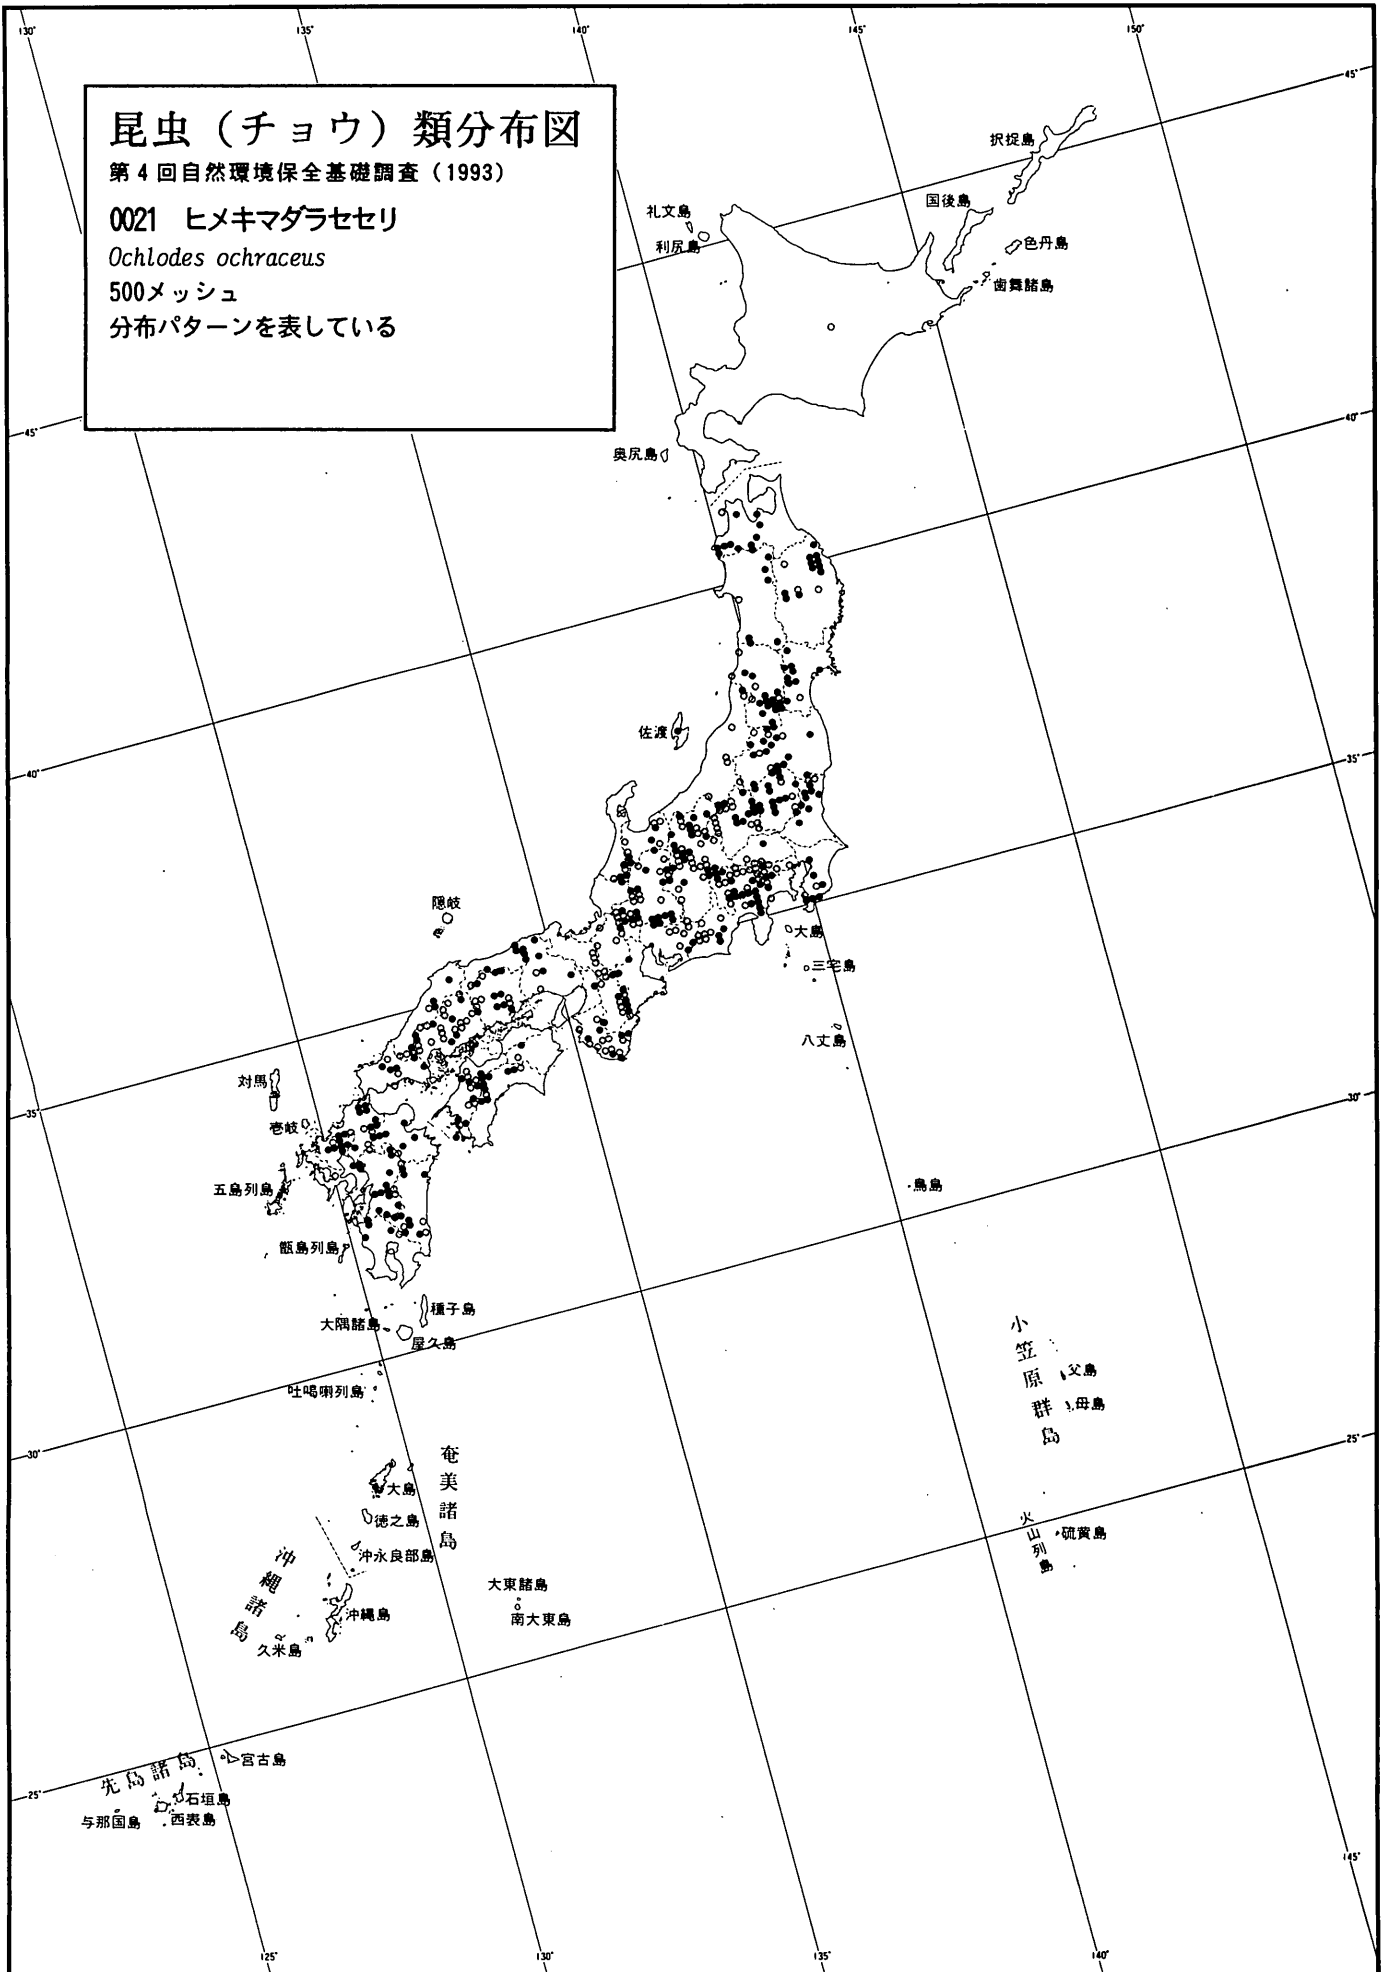 130°
135°
140°
145°
150°
昆虫（チョウ）類分布図
第4回自然環境保全基礎調査（1993）
0021 ヒメキマダラセセリ
Ochlodes ochraceus
500メッシュ
分布パターンを表している
45°
択捉島
国後島
色丹島
歯舞諸島
礼文島
利尻島
40°
45°
奥尻島
佐渡
35°
40°
隠岐
大島
三宅島
八丈島
対馬
壱岐
35°
30°
五島列島
鳥島
甑島列島
種子島
大隅諸島
屋久島
吐喝喇列島
小笠原群島
父島
母島
25°
30°
奄美諸島
大島
徳之島
沖永良部島
火山列島
硫黄島
沖縄諸島
沖縄島
久米島
大東諸島
南大東島
先島諸島
宮古島
石垣島
西表島
与那国島
25°
145°
125°
130°
135°
140°